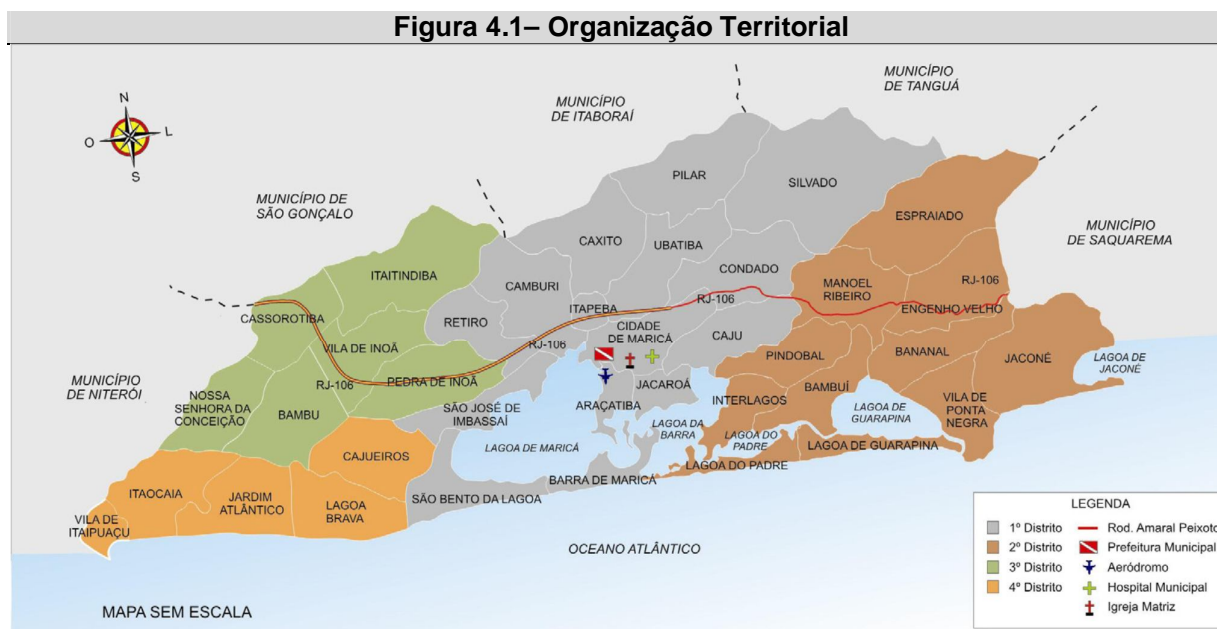 Figura 4.1– Organização Territorial
MUNICÍPIO
DE TANGUÁ
MUNICÍPIO
DE ITABORAÍ
N
O
L
S
PILAR
SILVADO
MUNICÍPIO DE
SÃO GONÇALO
ESPRAIADO
MUNICÍPIO
DE SAQUAREMA
CAXITO
UBATIBA
ITAITINDIBA
CONDADO
CAMBURI
MANOEL
RIBEIRO
RJ-106
RJ-106
ITAPEBA
ENGENHO VELHO
CASSOROTIBA
RETIRO
CIDADE
DE MARICÁ
CAJU
RJ-106
VILA DE INOÃ
PINDOBAL
BANANAL
JACONÉ
LAGOA DE
JACONÉ
MUNICÍPIO
DE NITERÓI
RJ-106
PEDRA DE INOÃ
JACAROÁ
BAMBUÍ
NOSSA
SENHORA DA
CONCEIÇÃO
BAMBU
SÃO JOSÉ DE
IMBASSAÍ
ARAÇATIBA
INTERLAGOS
VILA DE
PONTA
NEGRA
LAGOA DE
GUARAPINA
LAGOA DA
BARRA
LAGOA DO
PADRE
LAGOA DE MARICÁ
LAGOA DE GUARAPINA
CAJUEIROS
LAGOA DO PADRE
BARRA DE MARICÁ
ITAOCAIA
JARDIM
ATLÂNTICO
LAGOA
BRAVA
SÃO BENTO DA LAGOA
VILA DE
ITAIPUAÇU
OCEANO ATLÂNTICO
MAPA SEM ESCALA
LEGENDA
1º Distrito
2º Distrito
3º Distrito
4º Distrito
Rod. Amaral Peixoto
Prefeitura Municipal
Aeródromo
Hospital Municipal
Igreja Matriz